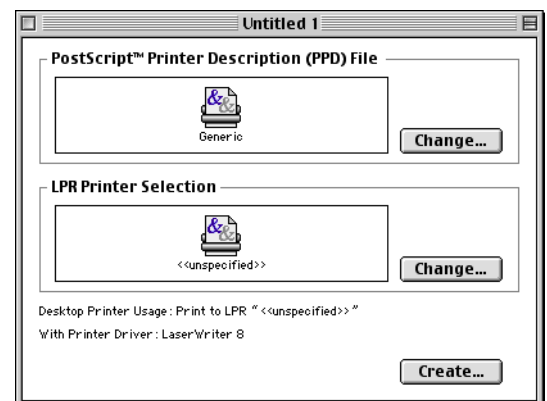 Untitled 1
PostScript™ Printer Description (PPD) File
&&
Generic
Change...
LPR Printer Selection
&&
<<unspecified>>
Change...
Desktop Printer Usage : Print to LPR “ <<unspecified>> ”
With Printer Driver : LaserWriter 8
Create...